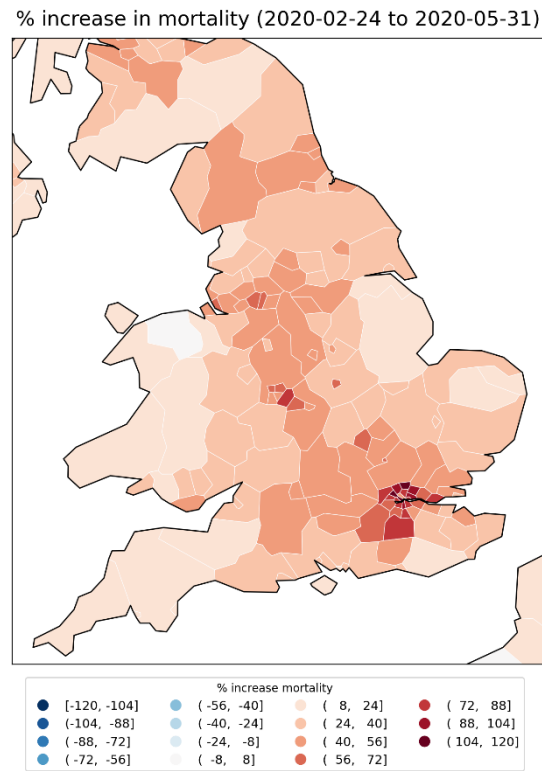 % increase in mortality (2020-02-24 to 2020-05-31)
% increase mortality
[-120, -104] (-56, -40] ( 8, 24] ( 72, 88]
(-104, -88] (-40, -24] ( 24, 40] ( 88, 104]
(-88, -72] (-24, -8] ( 40, 56] (104, 120]
(-72, -56] ( -8, 8] ( 56, 72]